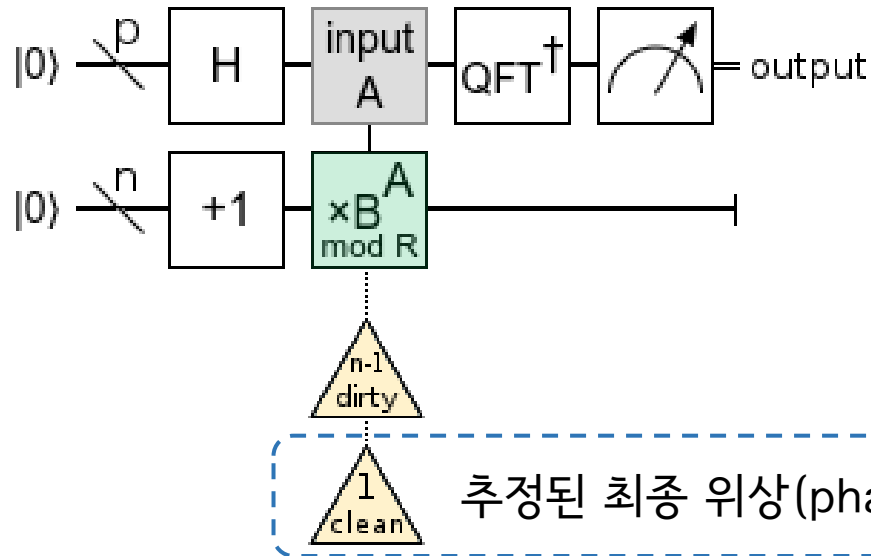 |0⟩ p H input A QFT† output
|0⟩ n +1 ×B^A mod R
n-1 dirty
1 clean 추정된 최종 위상(pha